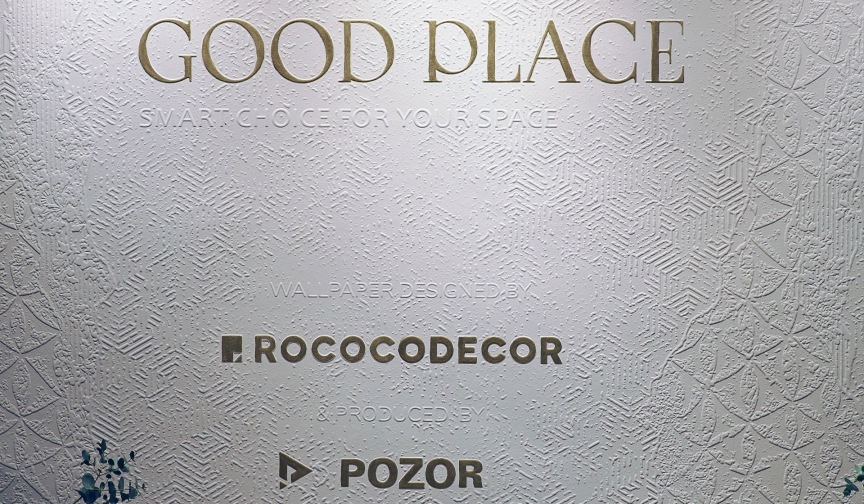 GOOD PLACE
SMART CHOICE FOR YOUR SPACE
WALLPAPER DESIGNED BY
ROCOCODECOR
& PRODUCED BY
POZOR